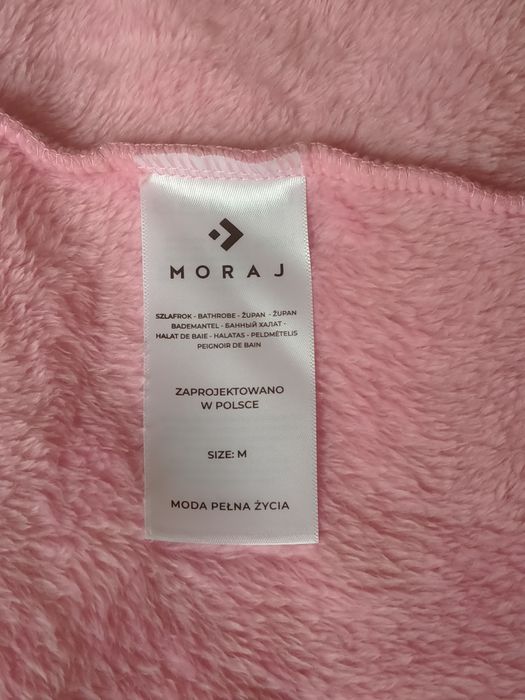 MORAJ
SZLAFROK - BATHROBE - ŽUPAN - ŽUPAN
BADEMANTEL - БАННЫЙ ХАЛАТ -
HALAT DE BAIE - HALATAS - PELDMĒTELIS
PEIGNOIR DE BAIN
ZAPROJEKTOWANO
W POLSCE
SIZE: M
MODA PEŁNA ŻYCIA